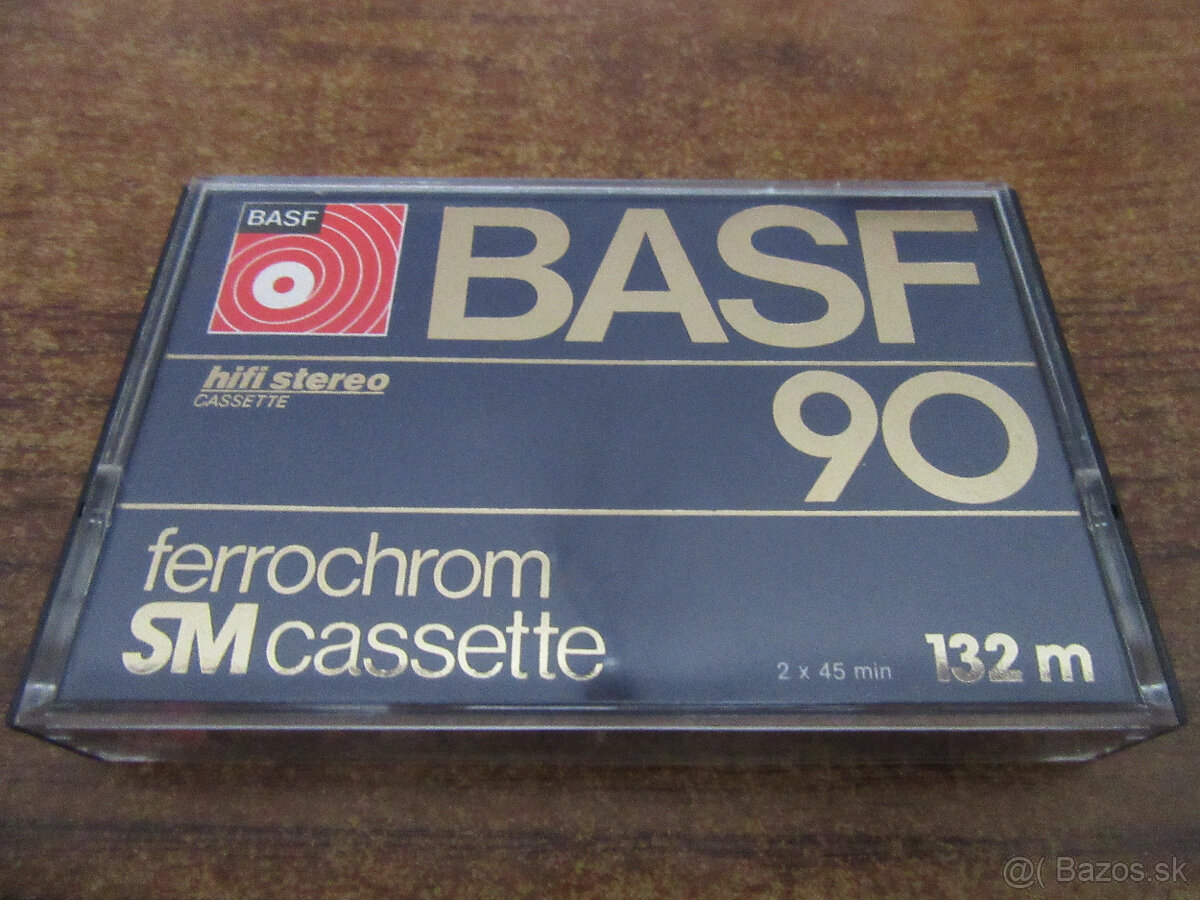 BASF
BASF
hifi stereo
CASSETTE
90
ferrochrom
SM cassette
2 x 45 min
132 m
@( Bazos.sk